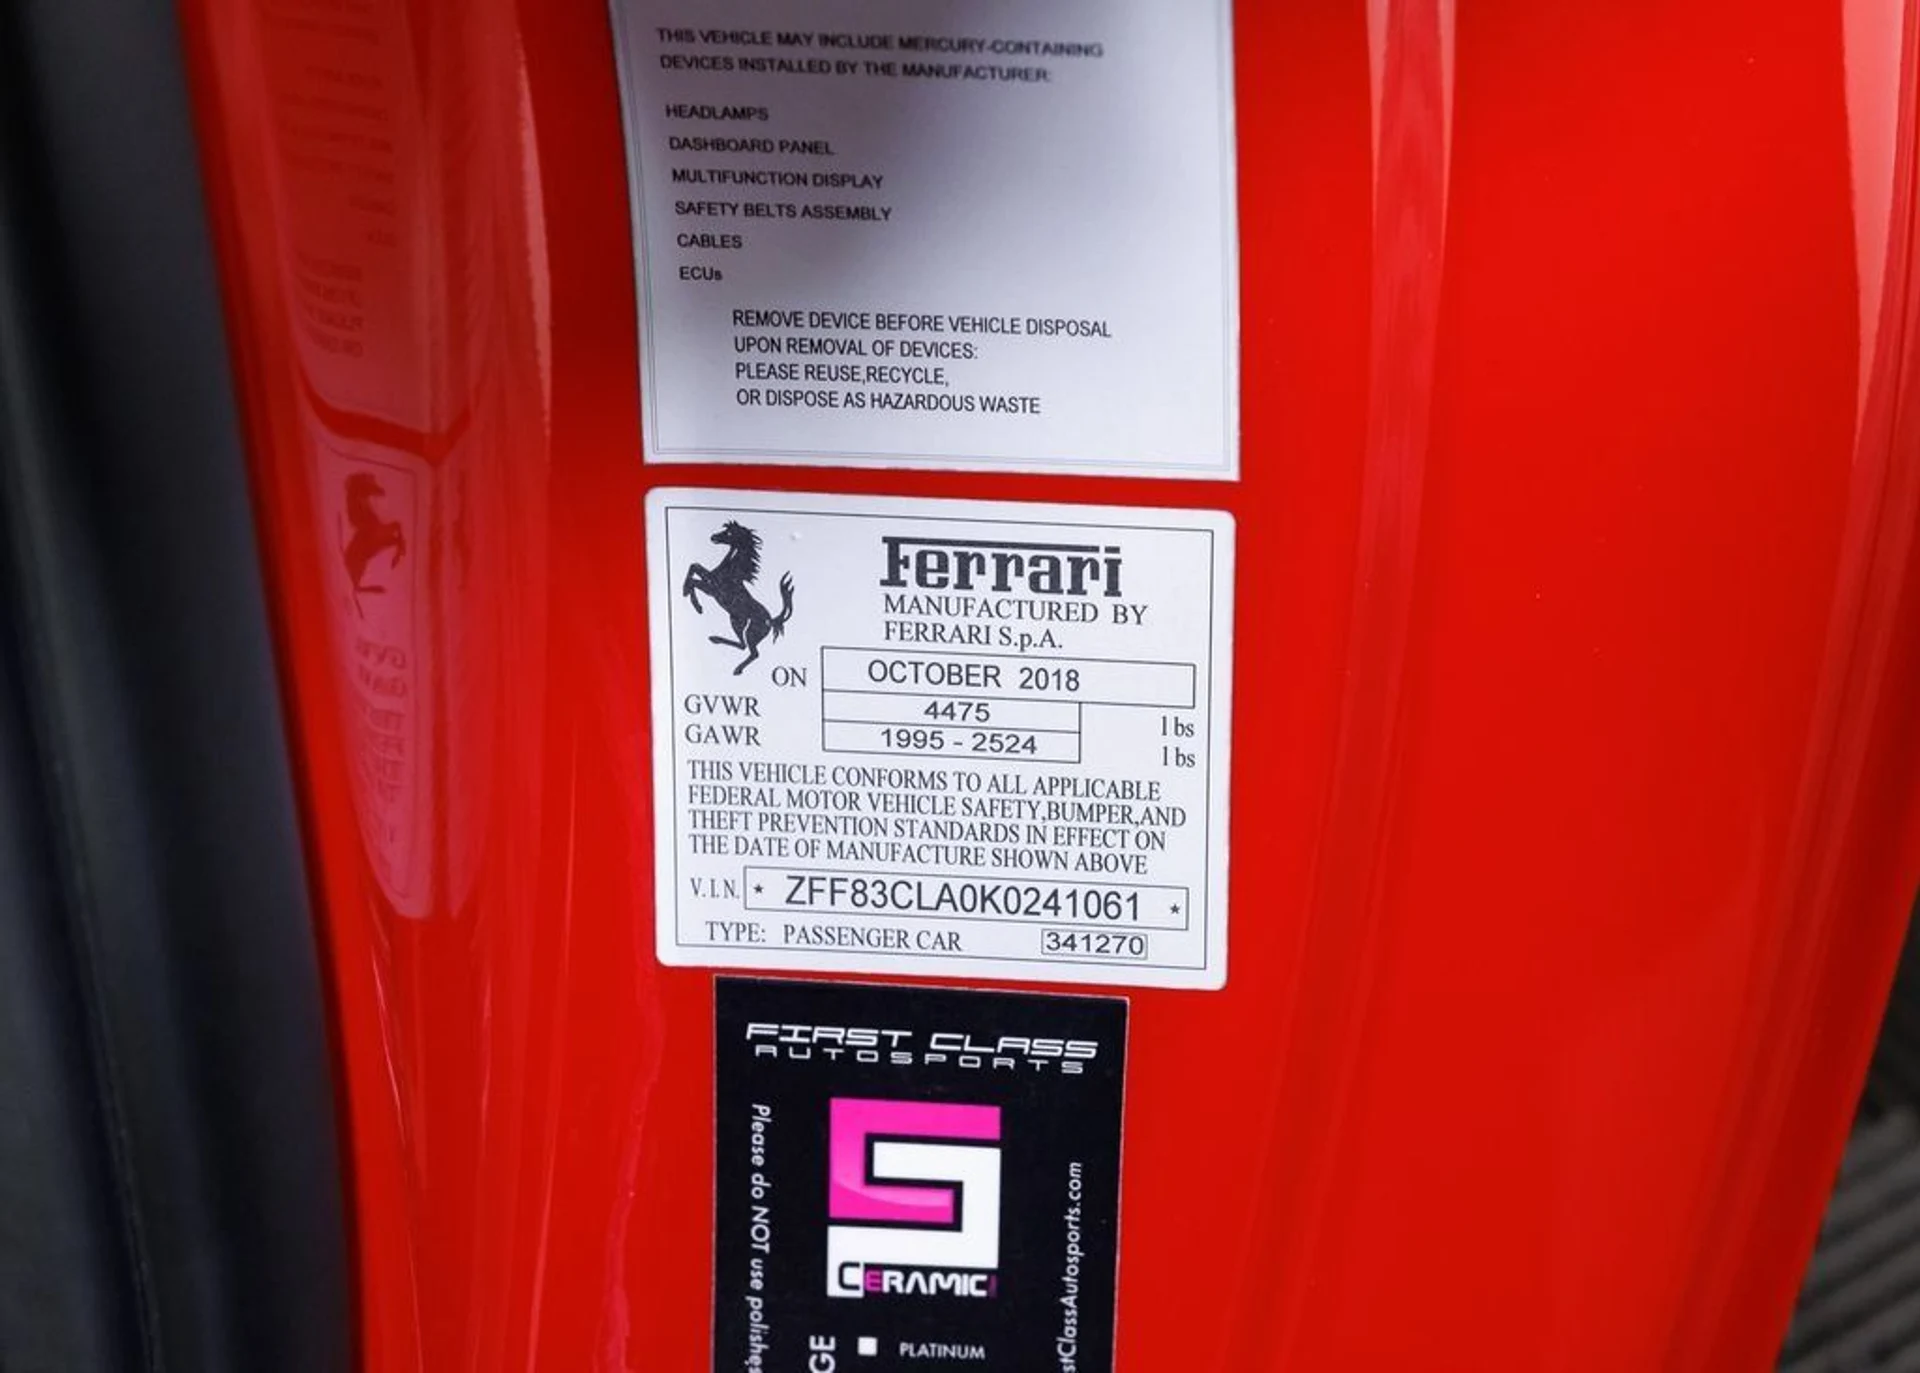 THIS VEHICLE MAY INCLUDE MERCURY-CONTAINING
DEVICES INSTALLED BY THE MANUFACTURER:
HEADLAMPS
DASHBOARD PANEL
MULTIFUNCTION DISPLAY
SAFETY BELTS ASSEMBLY
CABLES
ECUs
REMOVE DEVICE BEFORE VEHICLE DISPOSAL
UPON REMOVAL OF DEVICES:
PLEASE REUSE,RECYCLE,
OR DISPOSE AS HAZARDOUS WASTE
Ferrari
MANUFACTURED BY
FERRARI S.p.A.
ON OCTOBER 2018
GVWR 4475 lbs
GAWR 1995 - 2524 lbs
THIS VEHICLE CONFORMS TO ALL APPLICABLE
FEDERAL MOTOR VEHICLE SAFETY,BUMPER,AND
THEFT PREVENTION STANDARDS IN EFFECT ON
THE DATE OF MANUFACTURE SHOWN ABOVE
V.I.N. * ZFF83CLA0K0241061 *
TYPE: PASSENGER CAR 341270
FIRST CLASS
AUTOSPORTS
Please do NOT use polishes
CERAMIC
stClassAutosports.com
GE
PLATINUM